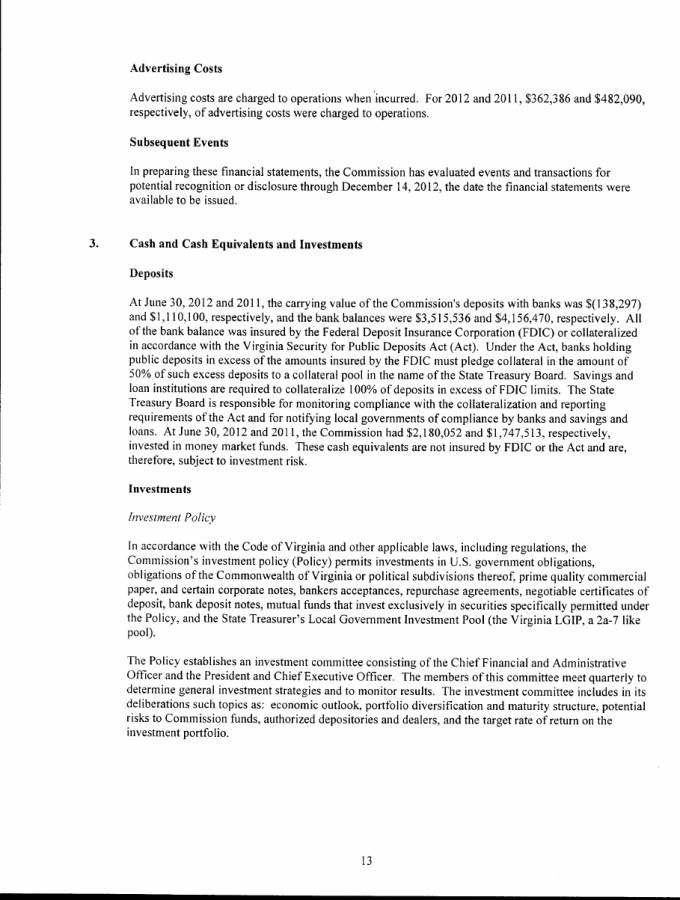 Advertising Costs
Advertising costs are charged to operations when incurred. For 2012 and 2011, $362,386 and $482,090,
respectively, of advertising costs were charged to operations.
Subsequent Events
In preparing these financial statements, the Commission has evaluated events and transactions for
potential recognition or disclosure through December 14, 2012, the date the financial statements were
available to be issued.
3. Cash and Cash Equivalents and Investments
Deposits
At June 30, 2012 and 2011, the carrying value of the Commission's deposits with banks was $(138,297)
and $1,110,100, respectively, and the bank balances were $3,515,536 and $4,156,470, respectively. All
of the bank balance was insured by the Federal Deposit Insurance Corporation (FDIC) or collateralized
in accordance with the Virginia Security for Public Deposits Act (Act). Under the Act, banks holding
public deposits in excess of the amounts insured by the FDIC must pledge collateral in the amount of
50% of such excess deposits to a collateral pool in the name of the State Treasury Board. Savings and
loan institutions are required to collateralize 100% of deposits in excess of FDIC limits. The State
Treasury Board is responsible for monitoring compliance with the collateralization and reporting
requirements of the Act and for notifying local governments of compliance by banks and savings and
loans. At June 30, 2012 and 2011, the Commission had $2,180,052 and $1,747,513, respectively,
invested in money market funds. These cash equivalents are not insured by FDIC or the Act and are,
therefore, subject to investment risk.
Investments
Investment Policy
In accordance with the Code of Virginia and other applicable laws, including regulations, the
Commission's investment policy (Policy) permits investments in U.S. government obligations,
obligations of the Commonwealth of Virginia or political subdivisions thereof, prime quality commercial
paper, and certain corporate notes, bankers acceptances, repurchase agreements, negotiable certificates of
deposit, bank deposit notes, mutual funds that invest exclusively in securities specifically permitted under
the Policy, and the State Treasurer's Local Government Investment Pool (the Virginia LGIP, a 2a-7 like
pool).
The Policy establishes an investment committee consisting of the Chief Financial and Administrative
Officer and the President and Chief Executive Officer. The members of this committee meet quarterly to
determine general investment strategies and to monitor results. The investment committee includes in its
deliberations such topics as: economic outlook, portfolio diversification and maturity structure, potential
risks to Commission funds, authorized depositories and dealers, and the target rate of return on the
investment portfolio.
13